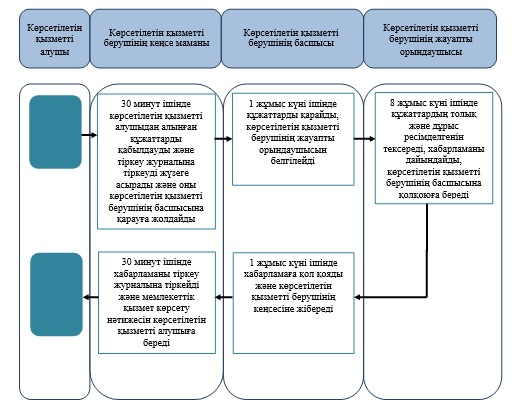 Көрсетілетін
қызметті
алушы
Көрсетілетін қызметті
берушінің кеңсе маманы
Көрсетілетін қызметті
берушінің басшысы
Көрсетілетін қызметті
берушінің жауапты
орындаушысы
30 минут ішінде
көрсетілетін қызметті
алушыдан алынған
құжаттарды
қабылдауды және
тіркеу журналына
тіркеуді жүзеге
асырады және оны
көрсетілетін қызметті
берушінің басшысына
қарауға жолдайды
1 жұмыс күні ішінде
құжаттарды қарайды,
көрсетілетін қызметті
берушінің жауапты
орындаушысын
белгілейді
8 жұмыс күні ішінде
құжаттардың толық
және дұрыс
ресімделгенін
тексереді, хабарламаны
дайындайды,
көрсетілетін қызметті
берушінің басшысына
қолқоюға береді
30 минут ішінде
хабарламаны тіркеу
журналына тіркейді
және мемлекеттік
қызмет көрсету
нәтижесін көрсетілетін
қызметті алушыға
береді
1 жұмыс күні ішінде
хабарламаға қол қояды
және көрсетілетін
қызметті берушінің
кеңсесіне жібереді